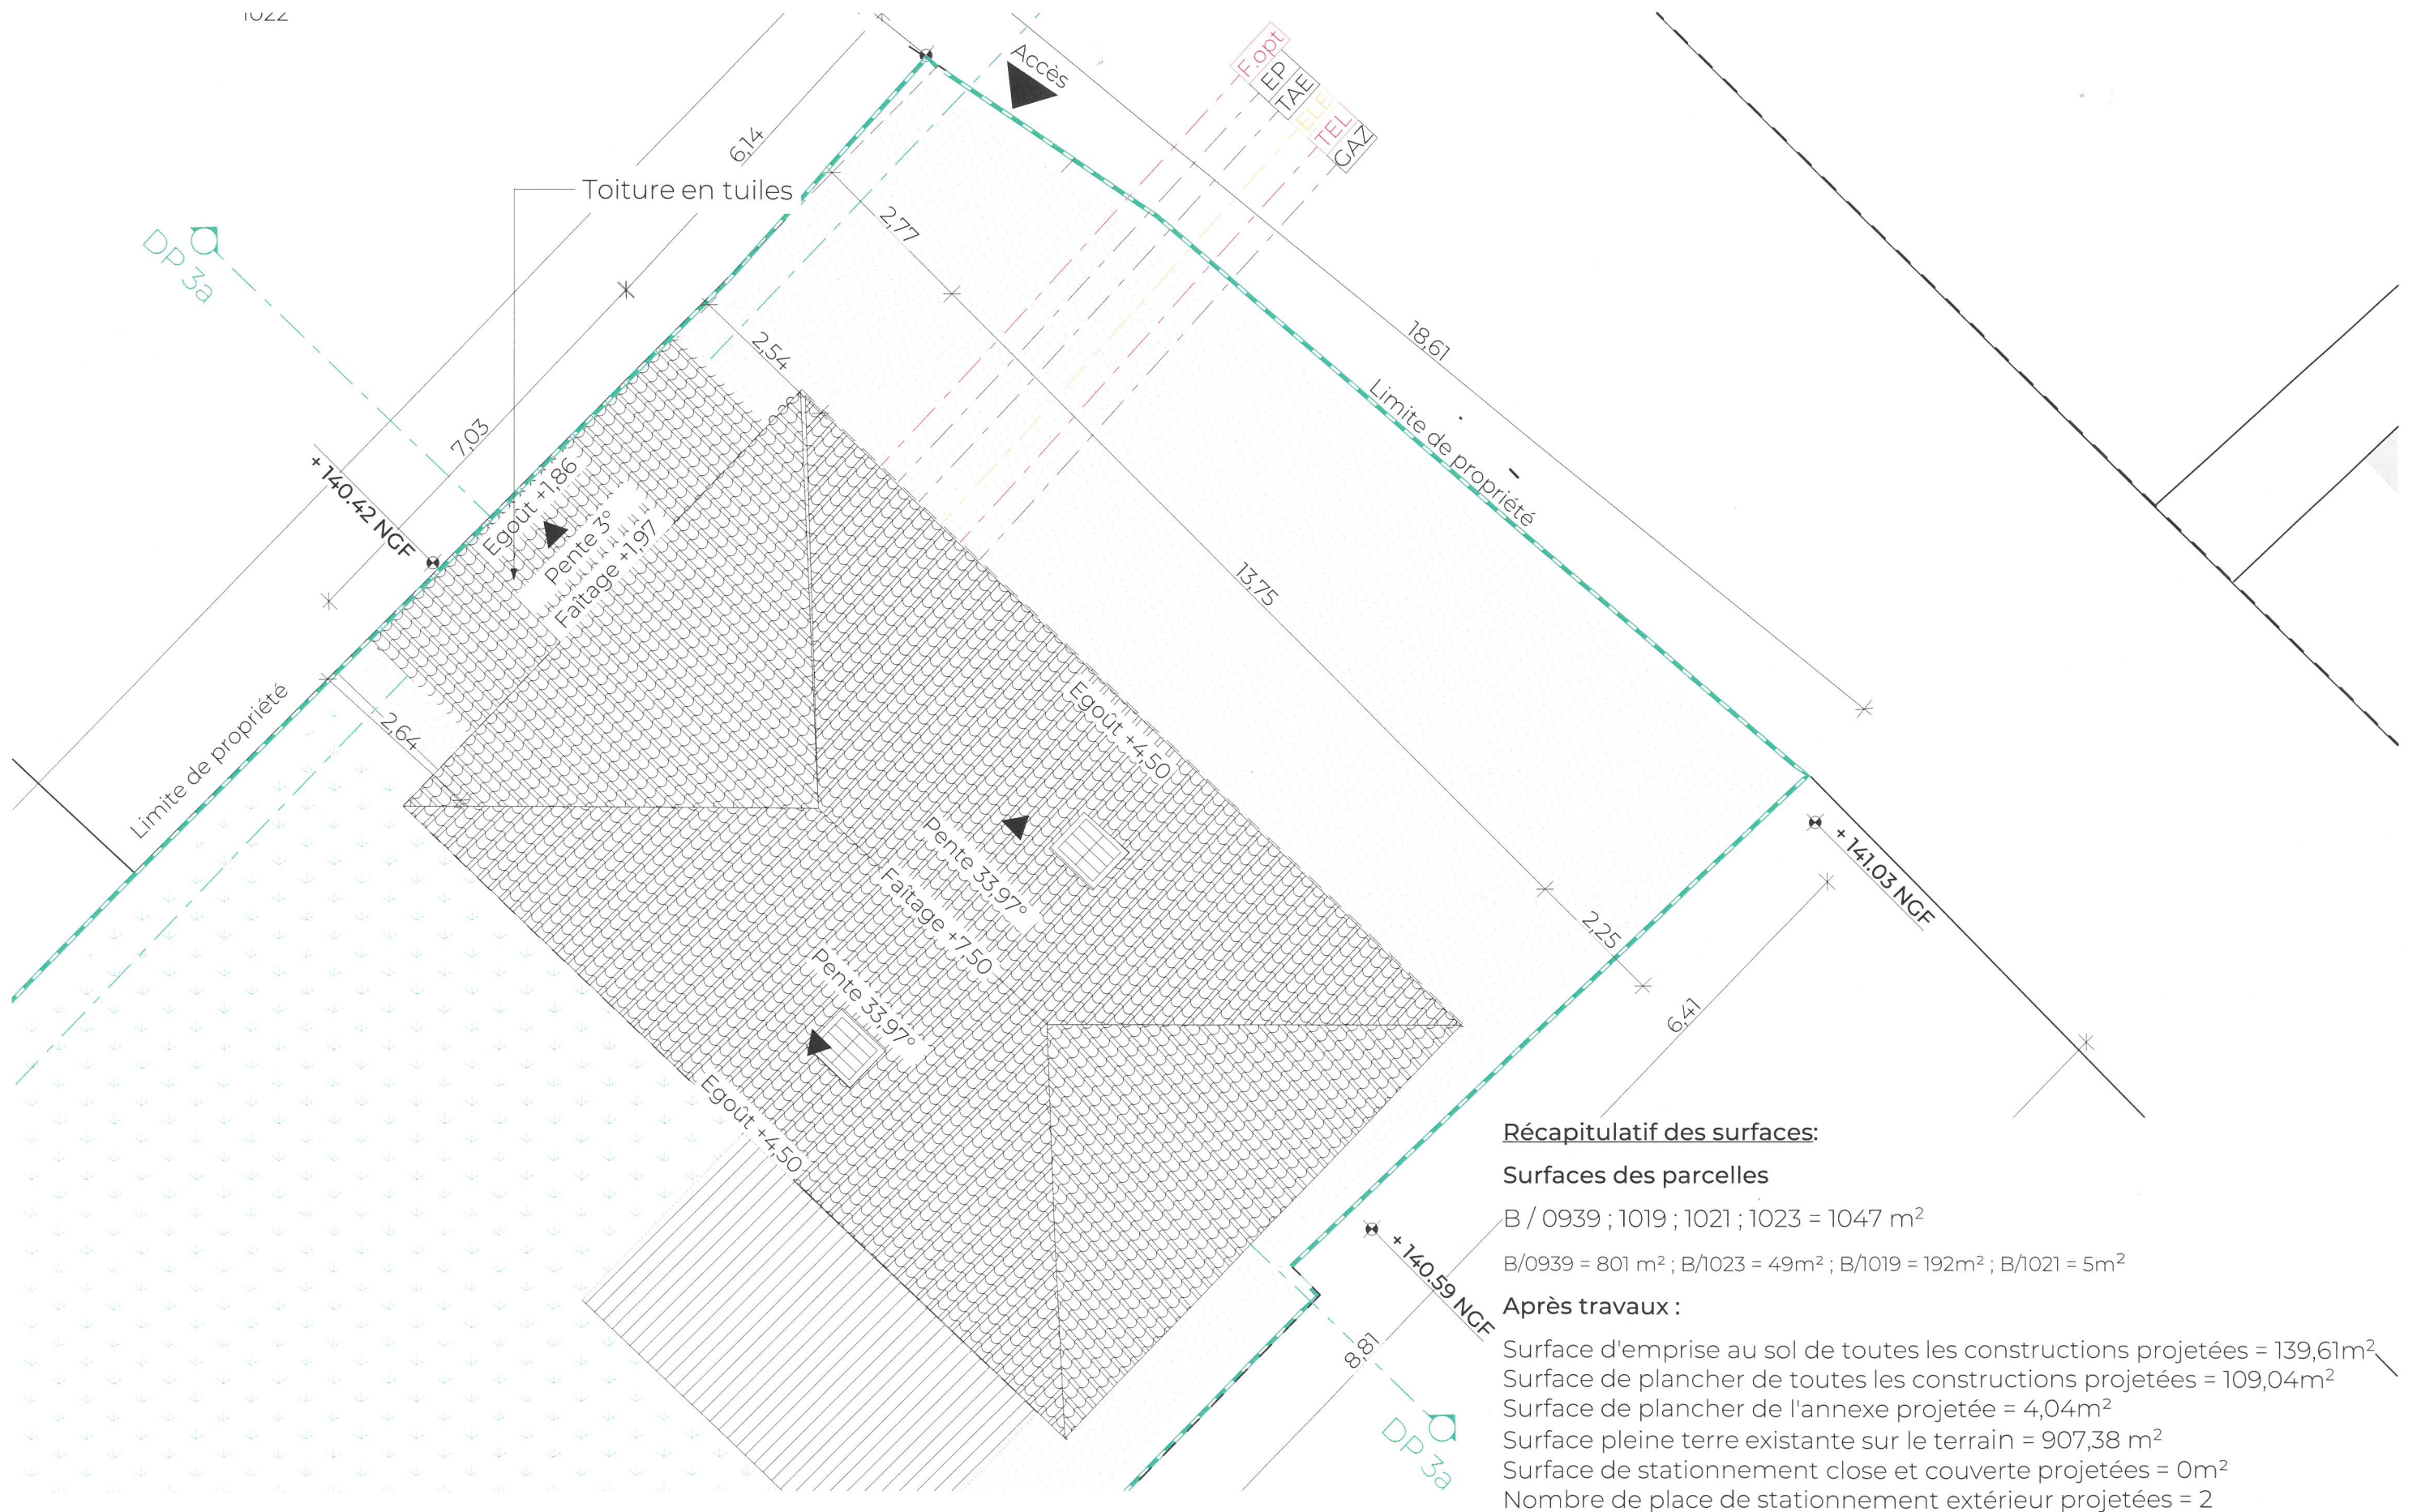 Accès
F.opt
EP
TAE
ELE
TEL
GAZ
6,14
Toiture en tuiles
DP 3a
2,77
2,54
18,61
Limite de propriété
7,03
+ 140.42 NGF
Egoût +1,86
Pente 3°
Faîtage +1,97
13,75
2,64
Limite de propriété
Egoût +4,50
Pente 33,97°
Faîtage +7,50
Pente 33,97°
Egoût +4,50
2,25
+ 141.03 NGF
6,41
+ 140.59 NGF
8,81
DP 3a
Récapitulatif des surfaces:
Surfaces des parcelles
B / 0939 ; 1019 ; 1021 ; 1023 = 1047 m²
B/0939 = 801 m² ; B/1023 = 49m² ; B/1019 = 192m² ; B/1021 = 5m²
Après travaux :
Surface d'emprise au sol de toutes les constructions projetées = 139,61m²
Surface de plancher de toutes les constructions projetées = 109,04m²
Surface de plancher de l'annexe projetée = 4,04m²
Surface pleine terre existante sur le terrain = 907,38 m²
Surface de stationnement close et couverte projetées = 0m²
Nombre de place de stationnement extérieur projetées = 2